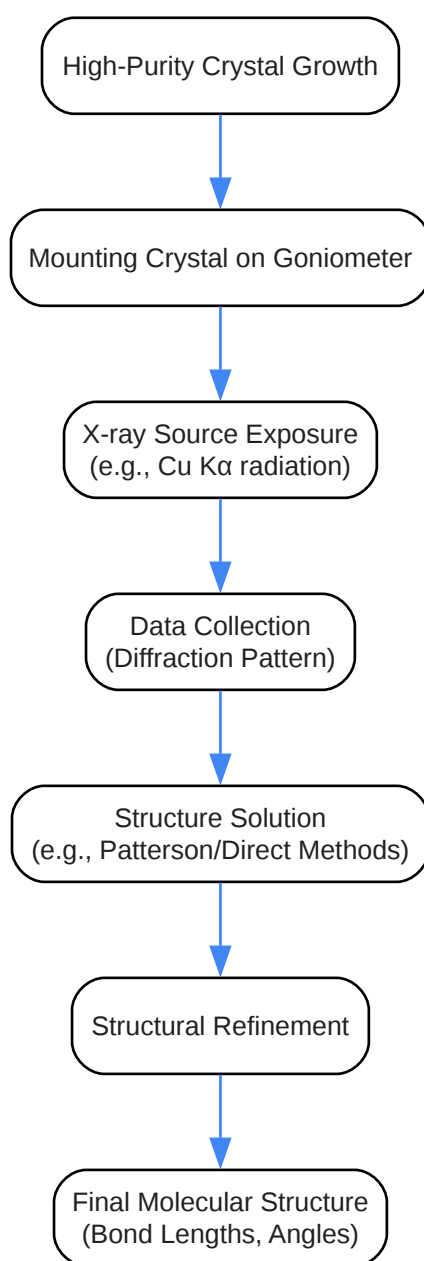 High-Purity Crystal Growth
Mounting Crystal on Goniometer
X-ray Source Exposure
(e.g., Cu Kα radiation)
Data Collection
(Diffraction Pattern)
Structure Solution
(e.g., Patterson/Direct Methods)
Structural Refinement
Final Molecular Structure
(Bond Lengths, Angles)